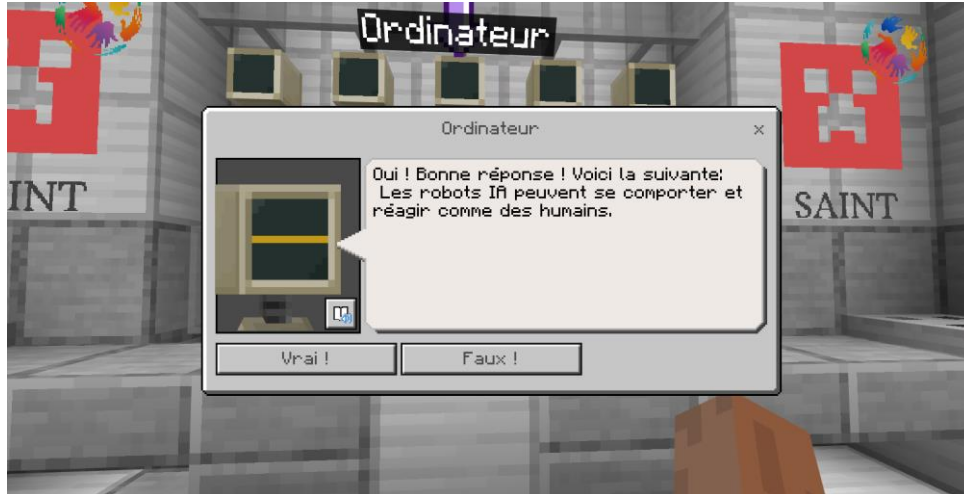 Ordinateur
Ordinateur
x
Oui ! Bonne réponse ! Voici la suivante:
Les robots IA peuvent se comporter et
réagir comme des humains.
INT
SAINT
Vrai !
Faux !